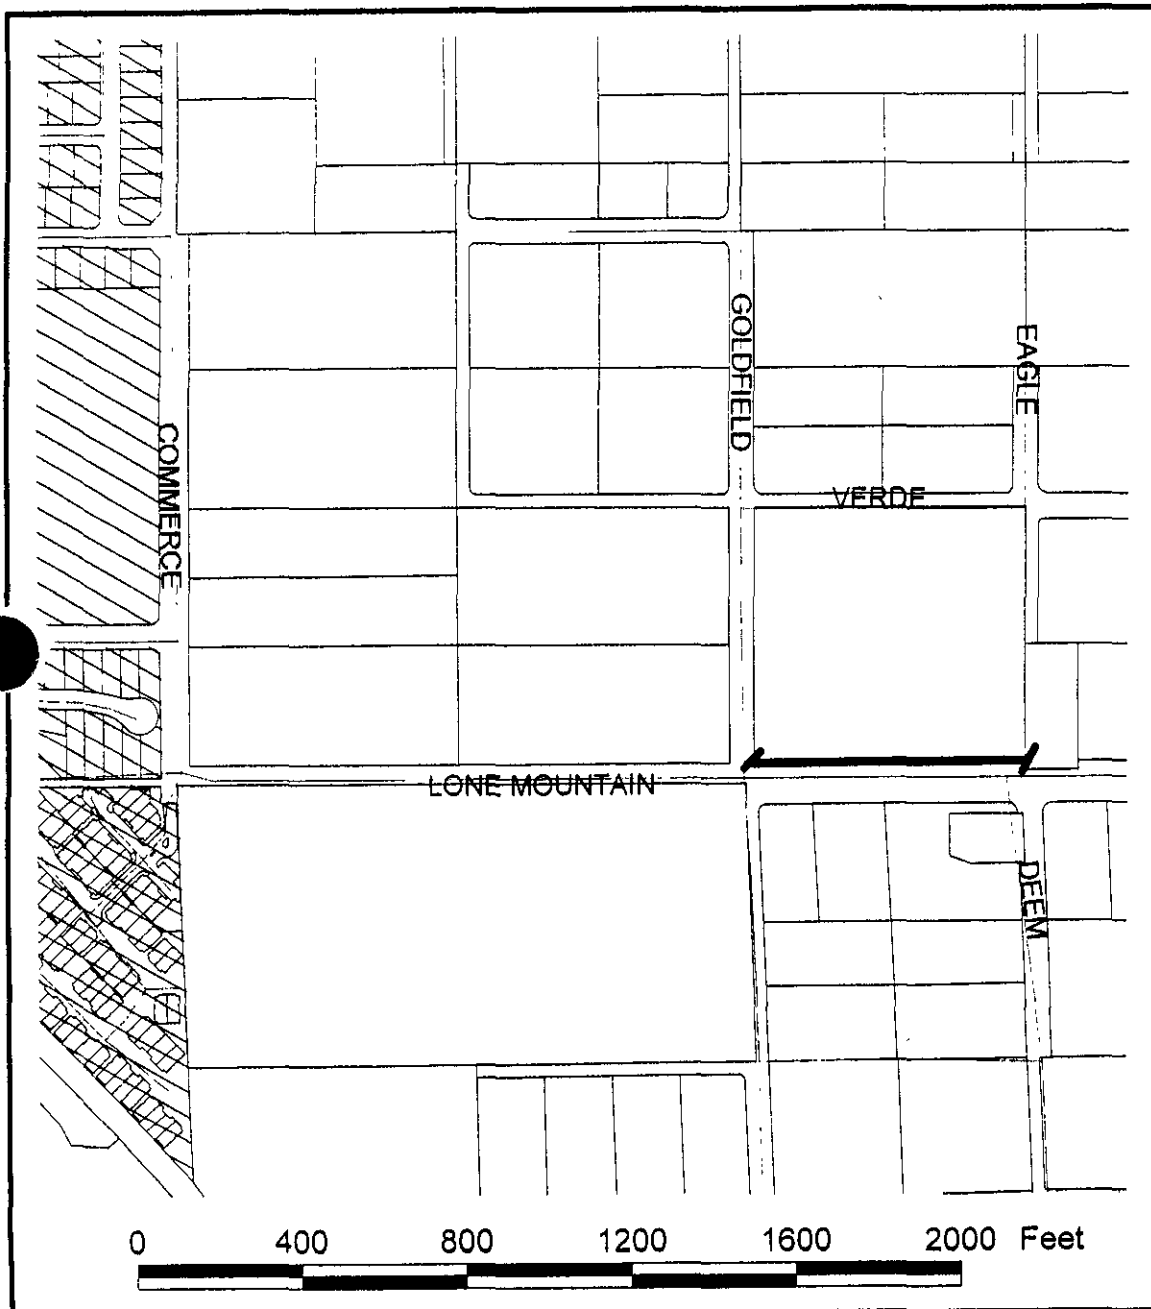 GOLDFIELD
EAGLE
COMMERCE
VERDE
LONE MOUNTAIN
DEEM
0 400 800 1200 1600 2000 Feet